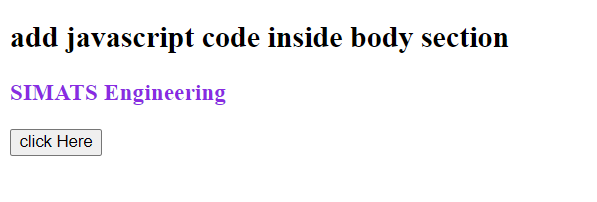 add javascript code inside body section
SIMATS Engineering
click Here